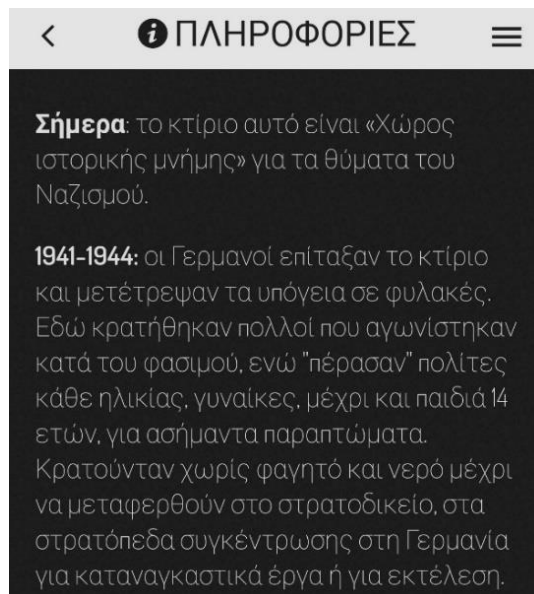 ΠΛΗΡΟΦΟΡΙΕΣ
Σήμερα: το κτίριο αυτό είναι «Χώρος
ιστορικής μνήμης» για τα θύματα του
Ναζισμού.
1941-1944: οι Γερμανοί επίταξαν το κτίριο
και μετέτρεψαν τα υπόγεια σε φυλακές.
Εδώ κρατήθηκαν πολλοί που αγωνίστηκαν
κατά του φασιμού, ενώ "πέρασαν" πολίτες
κάθε ηλικίας, γυναίκες, μέχρι και παιδιά 14
ετών, για ασήμαντα παραπτώματα.
Κρατούνταν χωρίς φαγητό και νερό μέχρι
να μεταφερθούν στο στρατοδικείο, στα
στρατόπεδα συγκέντρωσης στη Γερμανία
για καταναγκαστικά έργα ή για εκτέλεση.